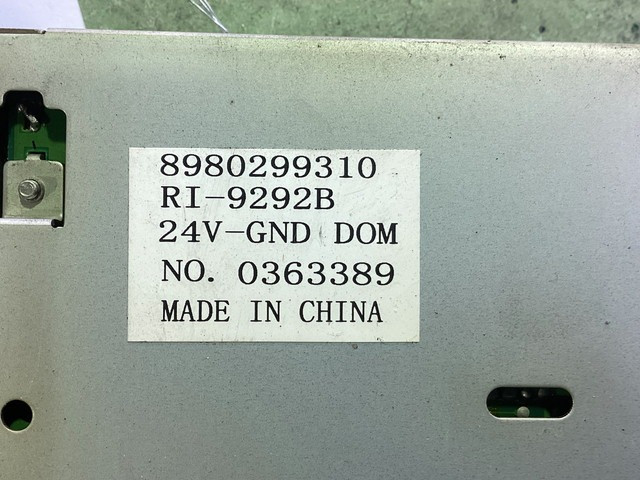 8980299310
RI-9292B
24V-GND DOM
NO. 0363389
MADE IN CHINA